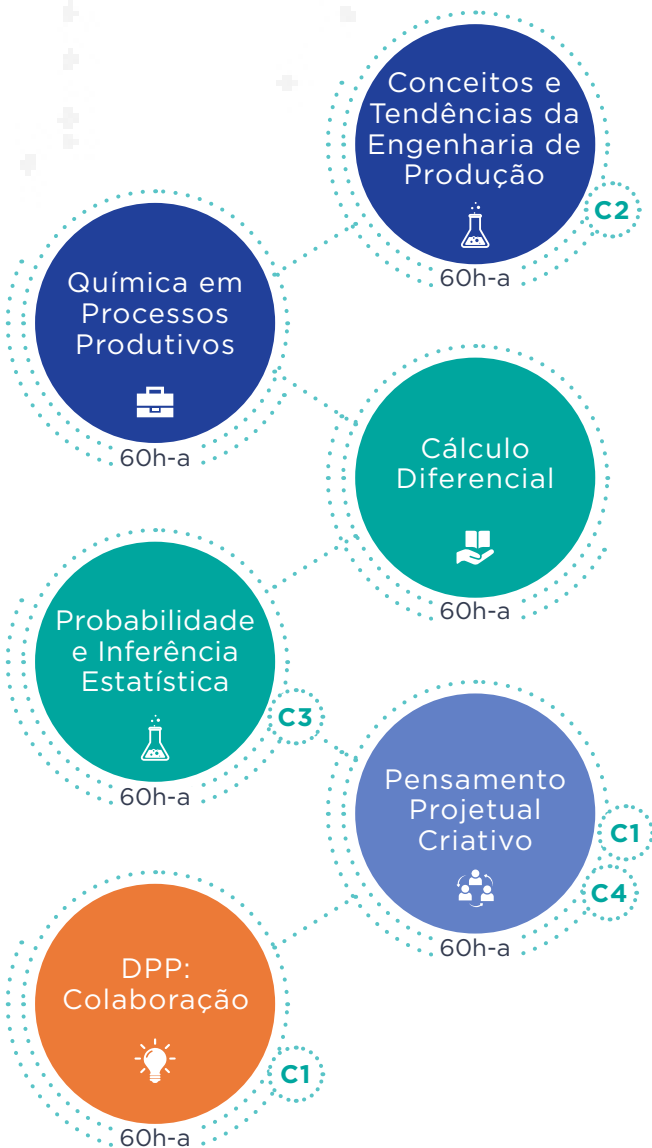 Conceitos e
Tendências da
Engenharia de
Produção
C2
60h-a
Química em
Processos
Produtivos
60h-a
Cálculo
Diferencial
60h-a
Probabilidade
e Inferência
Estatística
C3
60h-a
Pensamento
Projetual
Criativo
C1
C4
60h-a
DPP:
Colaboração
C1
60h-a